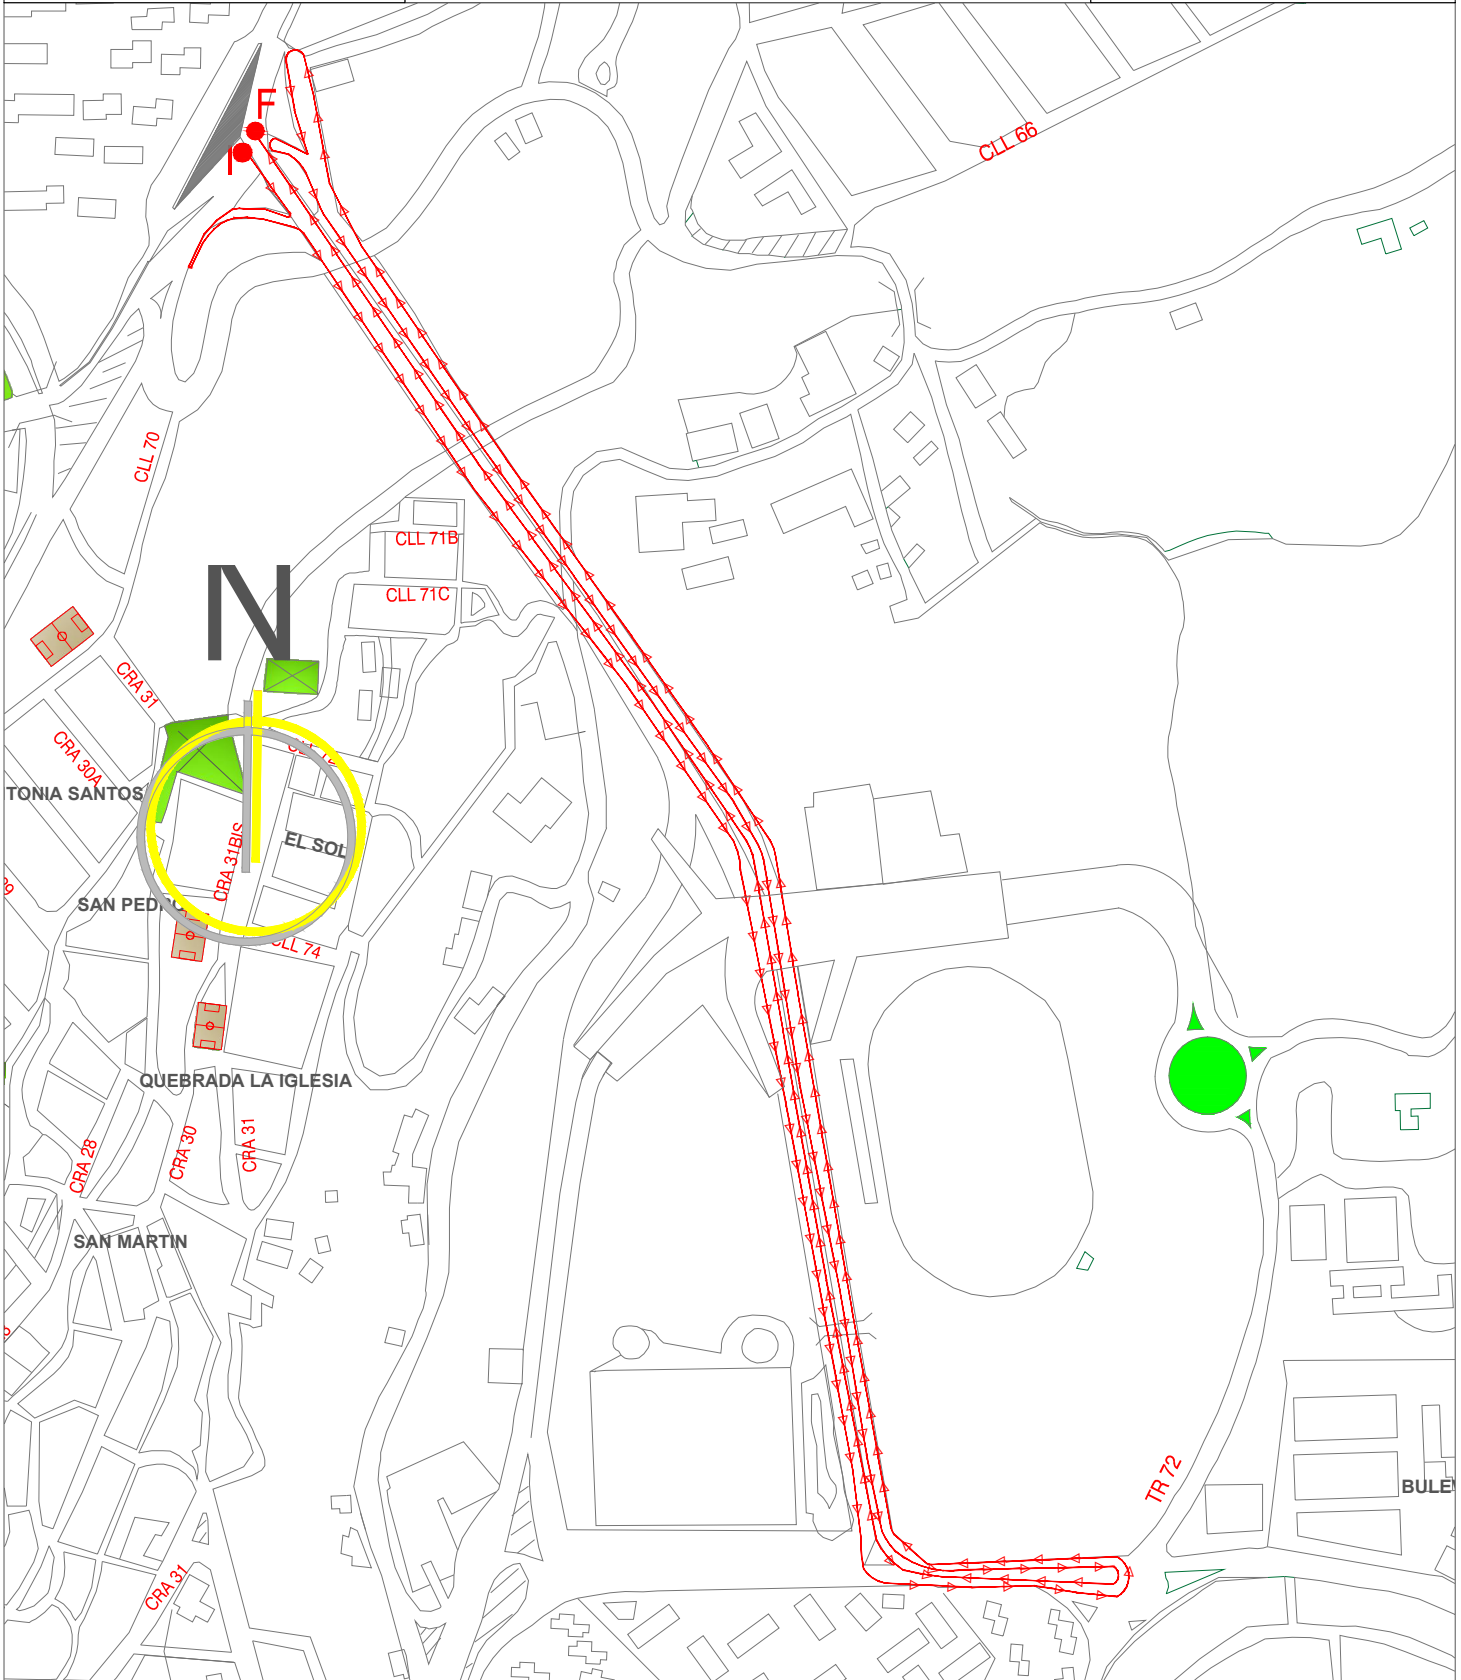 F
I
CLL 66
CLL 70
CLL 71B
CLL 71C
N
CRA 31
CRA 30A
TONIA SANTOS
EL SOL
CRA 31BIS
SAN PEDRO
CLL 74
QUEBRADA LA IGLESIA
CRA 28
CRA 30
CRA 31
SAN MARTIN
TR 72
BULE
CRA 31